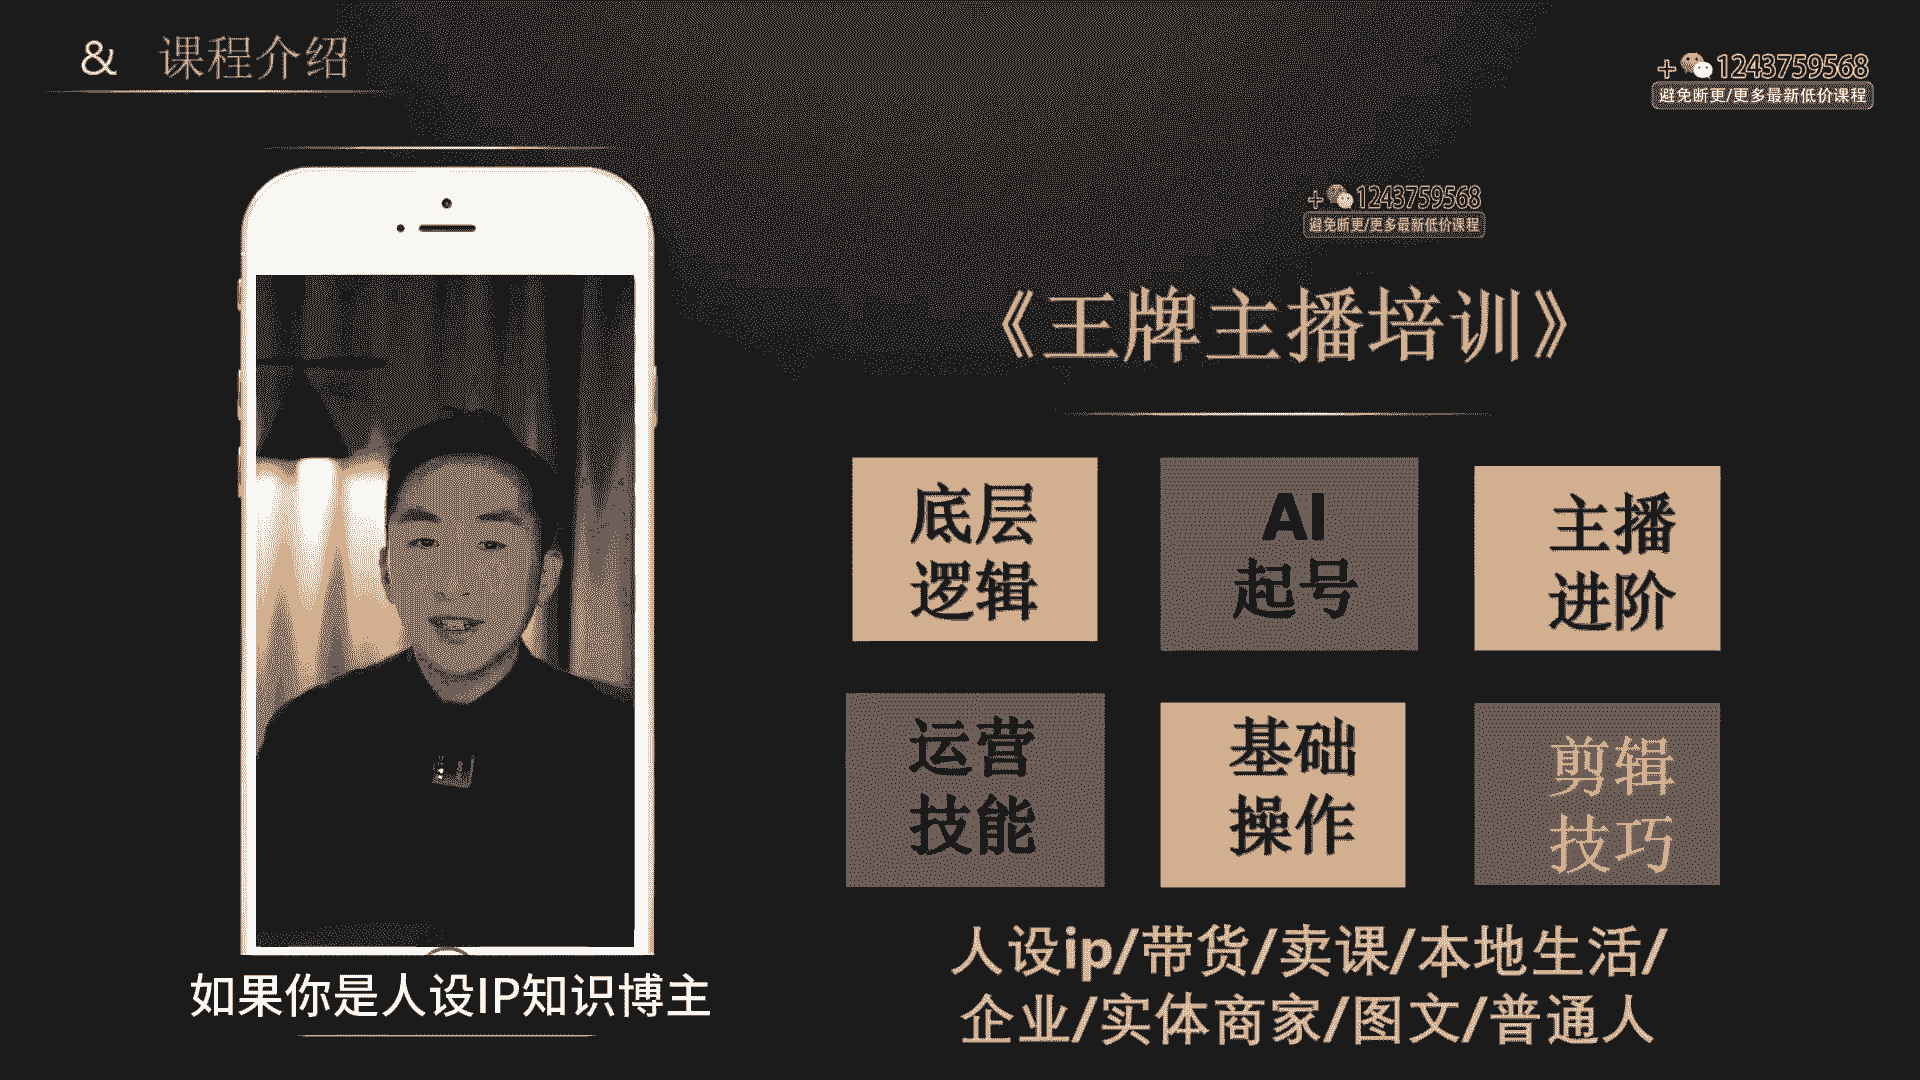 & 课程介绍
+1243759568
避免断更/更多最新低价课程
+1243759568
避免断更/更多最新低价课程
《王牌主播培训》
底层
逻辑
AI
起号
主播
进阶
运营
技能
基础
操作
剪辑
技巧
人设ip/带货/卖课/本地生活/
企业/实体商家/图文/普通人
如果你是人设IP知识博主